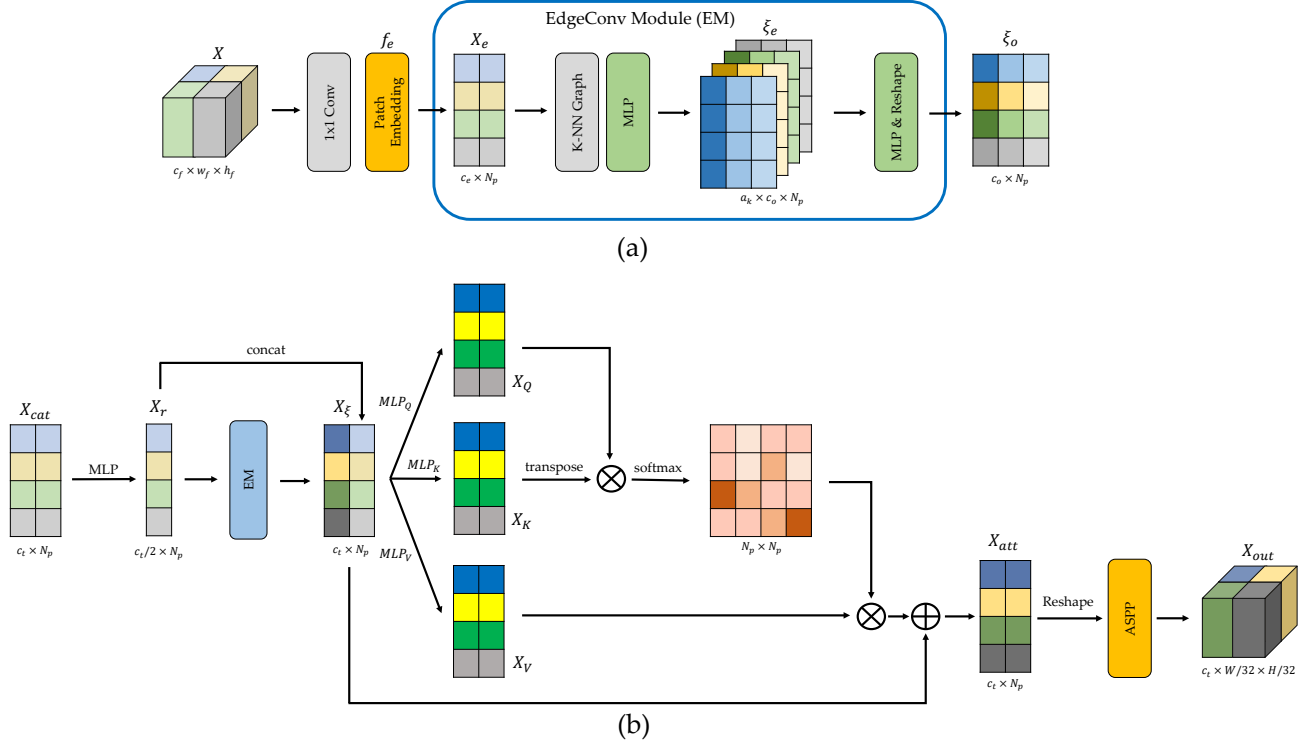 EdgeConv Module (EM)
X
f_e
X_e
ξ_e
ξ_o
1x1 Conv
Patch
Embedding
K-NN Graph
MLP
MLP & Reshape
c_f × w_f × h_f
c_e × N_p
a_k × c_o × N_p
c_o × N_p
(a)
concat
X_cat
X_r
X_ξ
MLP_Q
X_Q
MLP
EM
MLP_K
transpose
softmax
X_K
c_t × N_p
c_t/2 × N_p
c_t × N_p
MLP_V
N_p × N_p
X_att
X_out
Reshape
ASPP
X_V
c_t × N_p
c_t × W/32 × H/32
(b)